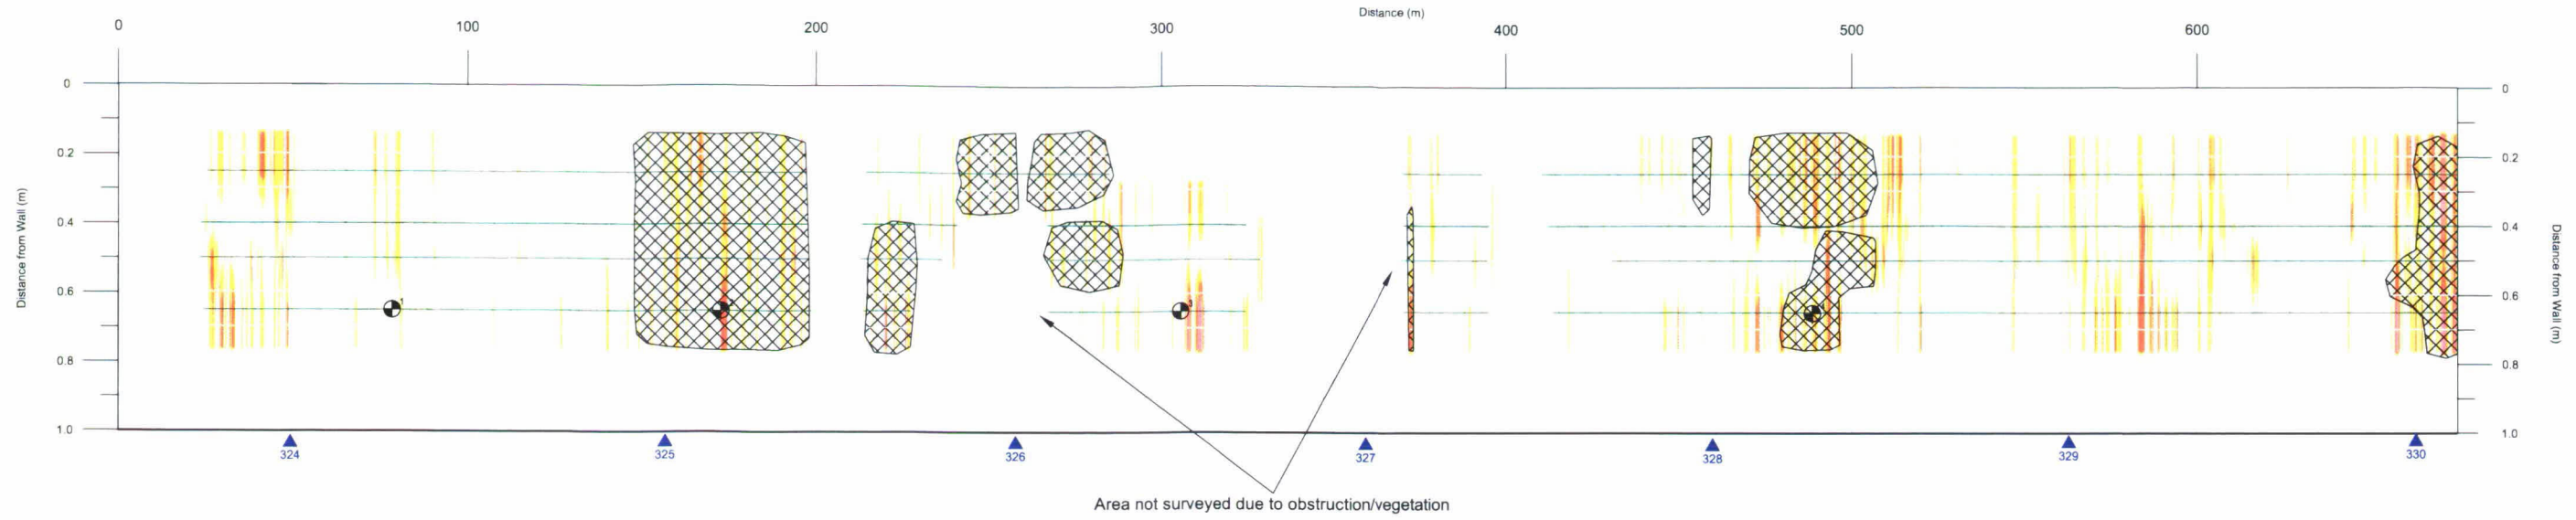 Distance (m)
0 100 200 300 400 500 600
0 0
0.2 0.2
0.4 0.4
0.6 0.6
0.8 0.8
1.0 1.0
Distance from Wall (m)
Distance from Wall (m)
1 2
324 325 326 327 328 329 330
Area not surveyed due to obstruction/vegetation